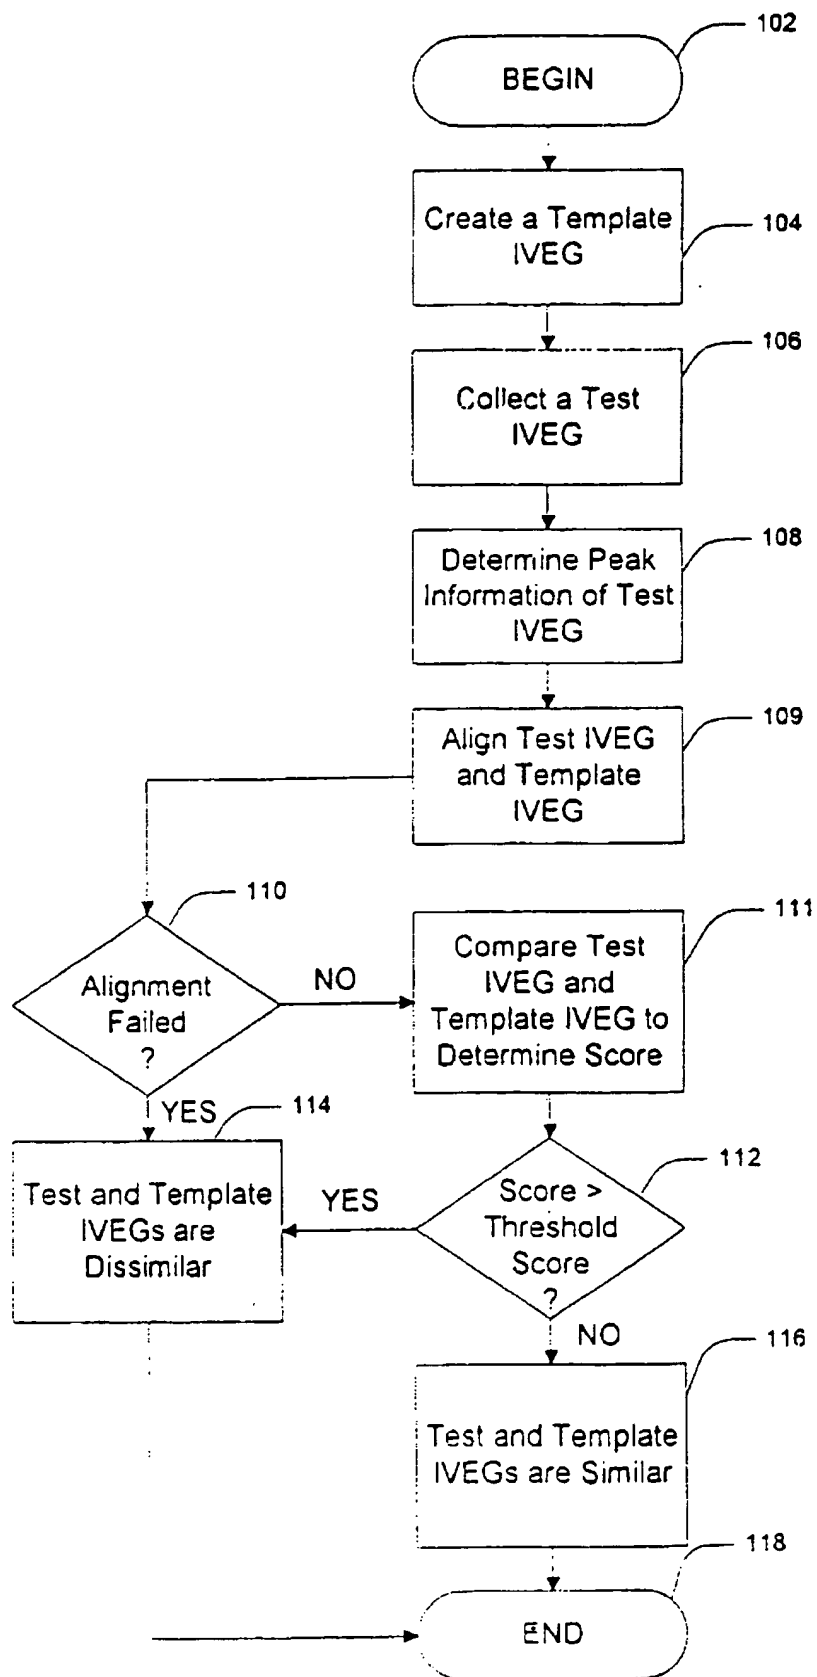 102
BEGIN
Create a Template
IVEG
104
106
Collect a Test
IVEG
108
Determine Peak
Information of Test
IVEG
109
Align Test IVEG
and Template
IVEG
110
Alignment
Failed
?
NO
111
Compare Test
IVEG and
Template IVEG to
Determine Score
YES
114
Test and Template
IVEGs are
Dissimilar
YES
112
Score >
Threshold
Score
?
NO
116
Test and Template
IVEGs are Similar
118
END